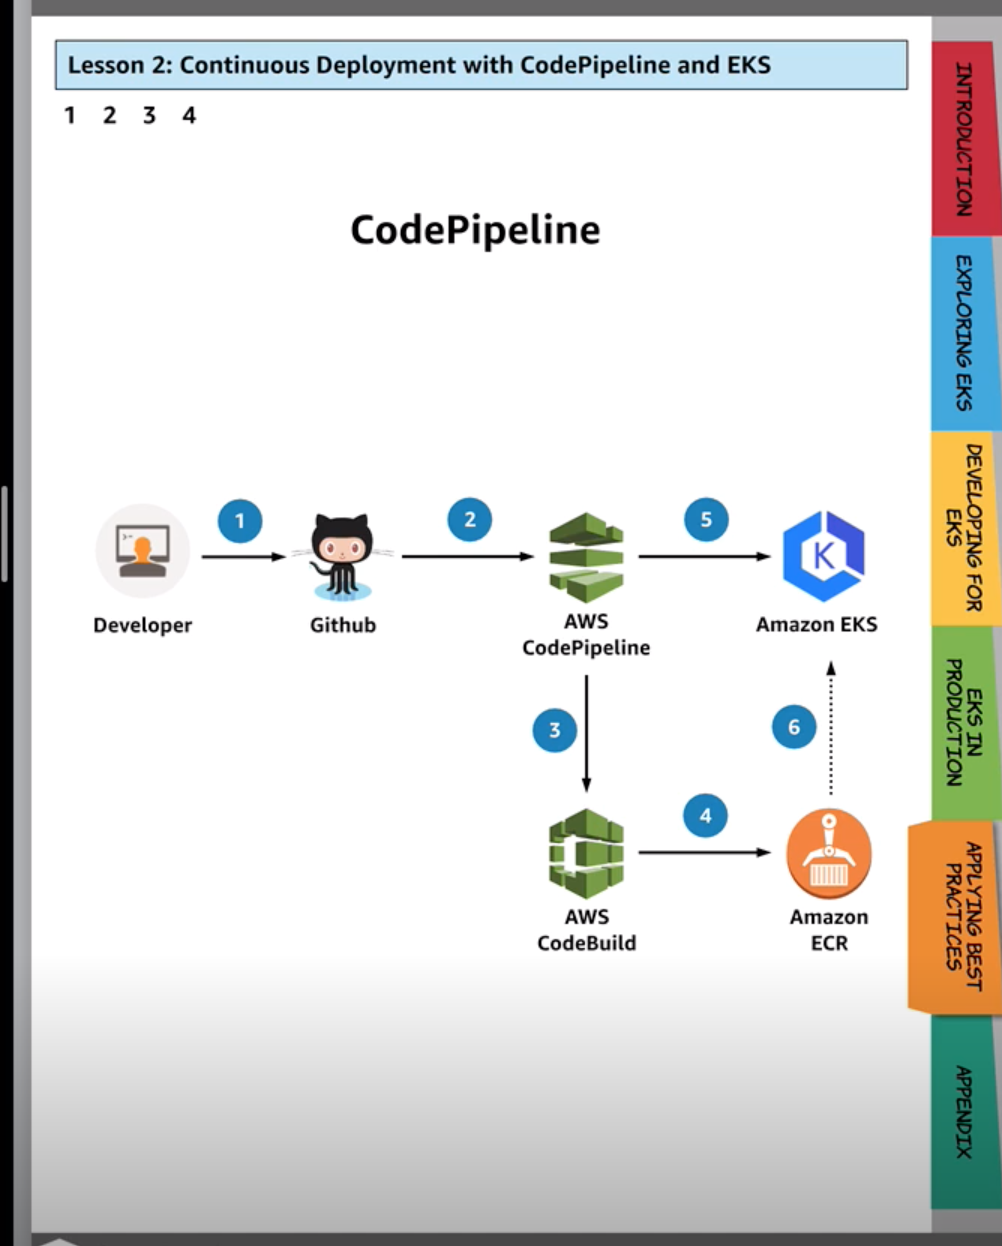 Lesson 2: Continuous Deployment with CodePipeline and EKS
1 2 3 4
CodePipeline
1
2
5
Developer
Github
AWS
CodePipeline
Amazon EKS
K
3
6
4
AWS
CodeBuild
Amazon
ECR
INTRODUCTION
EXPLORING EKS
DEVELOPING FOR
EKS
EKS IN
PRODUCTION
APPLYING BEST
PRACTICES
APPENDIX